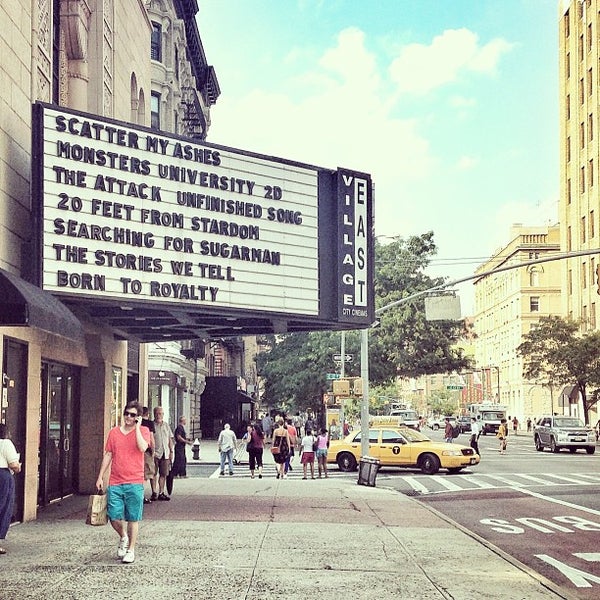 SCATTER MY ASHES
MONSTERS UNIVERSITY 2D
THE ATTACK UNFINISHED SONG
20 FEET FROM STARDOM
SEARCHING FOR SUGARMAN
THE STORIES WE TELL
BORN TO ROYALTY
VILLAGE
EAST
CITY CINEMAS
T
BUS